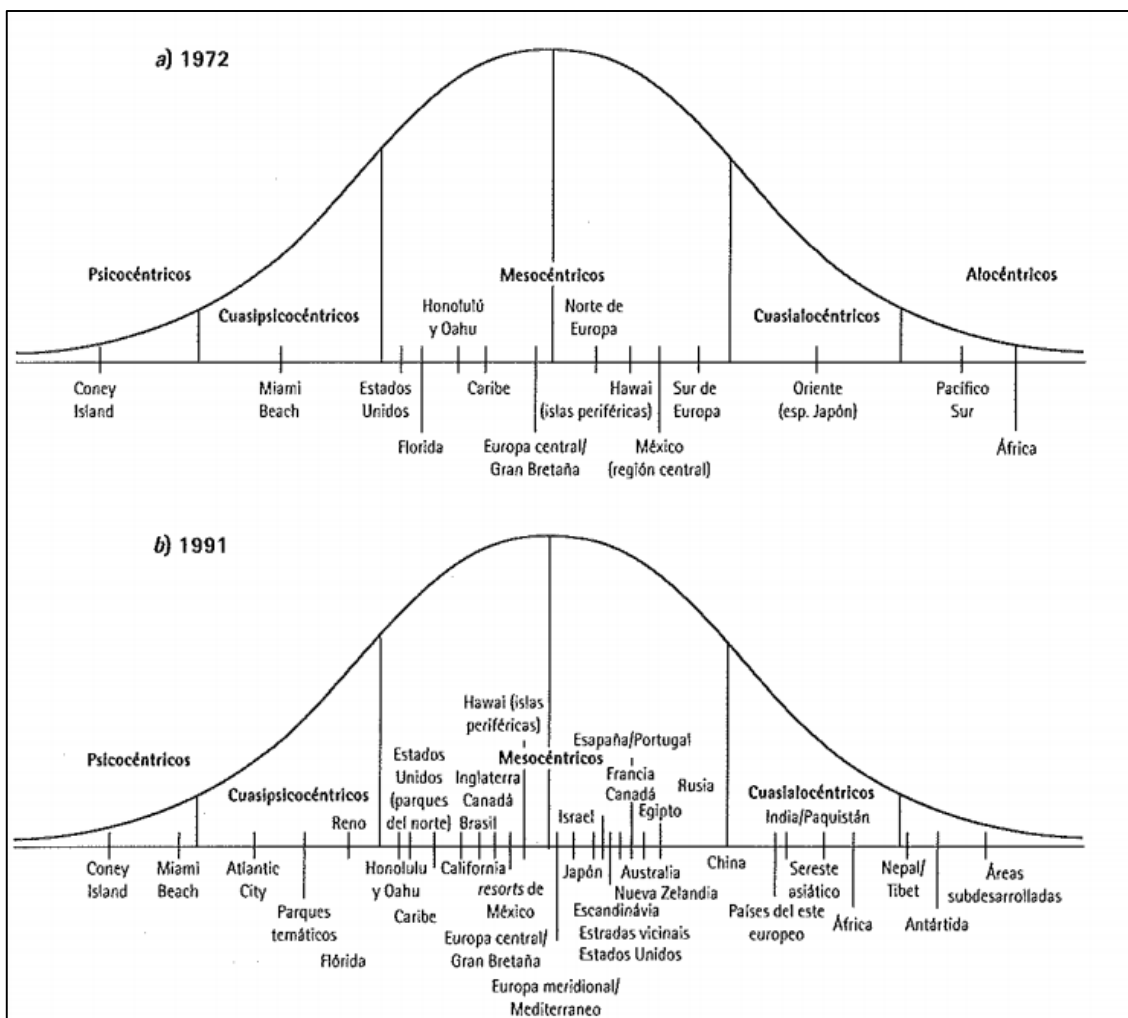 a) 1972
Psicocéntricos
Mesocéntricos
Alocéntricos
Cuasipsicocéntricos
Honolulú
y Oahu
Norte de
Europa
Cuasialocéntricos
Coney
Island
Miami
Beach
Estados
Unidos
Caribe
Hawai
(islas periféricas)
Sur de
Europa
Oriente
(esp. Japón)
Pacífico
Sur
Florida
Europa central/
Gran Bretaña
México
(región central)
África
b) 1991
Hawai (islas
periféricas)
Psicocéntricos
Mesocéntricos
Cuasipsicocéntricos
Reno
Estados
Unidos
(parques
del norte)
Inglaterra
Canadá
Brasil
Esapaña/Portugal
Francia
Canadá
Israel
Egipto
Rusia
Cuasialocéntricos
India/Paquistán
Coney
Island
Miami
Beach
Atlantic
City
Parques
temáticos
Flórida
Honolulu
y Oahu
Caribe
California
resorts de
México
Europa central/
Gran Bretaña
Europa meridional/
Mediterraneo
Japón
Australia
Nueva Zelandia
Escandinávia
Estradas vicinais
Estados Unidos
China
Países del este
europeo
Sereste
asiático
África
Nepal/
Tibet
Antártida
Áreas
subdesarrolladas